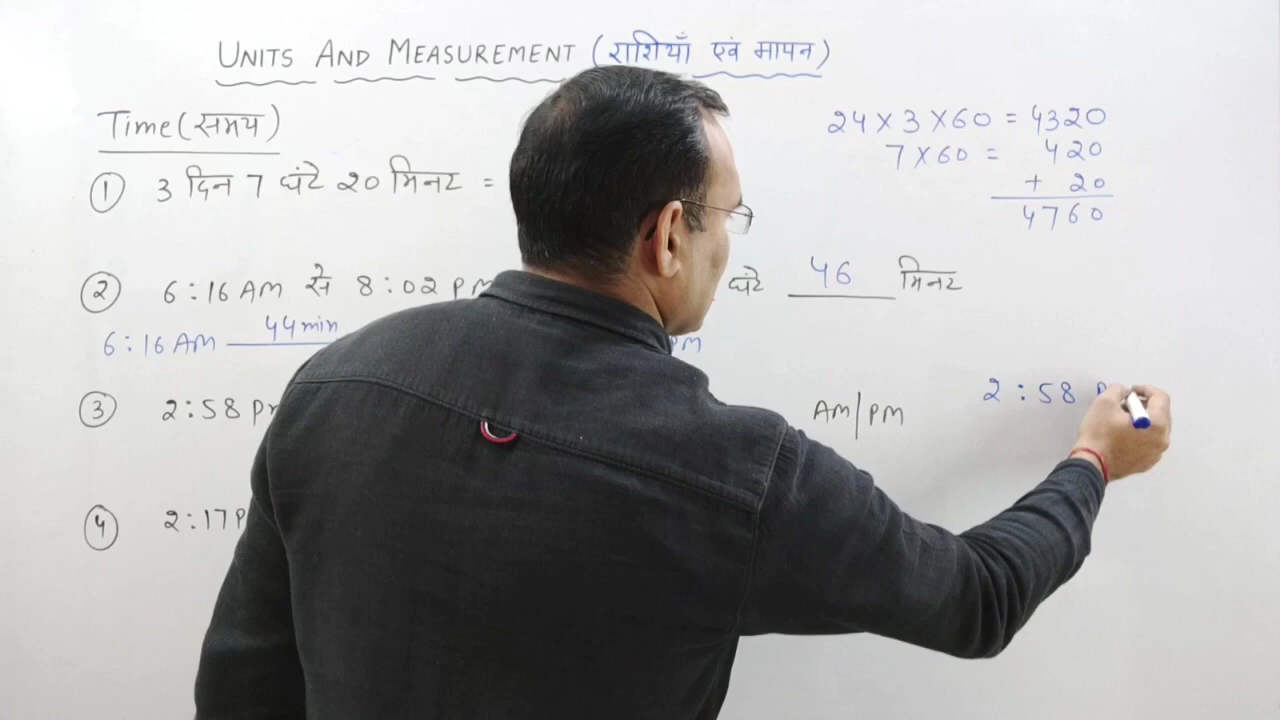 UNITS AND MEASUREMENT (राशियाँ एवं मापन)
Time (समय)
① 3 दिन 7 घंटे 20 मिनट =
24 × 3 × 60 = 4320
7 × 60 = 420
+ 20
4760
② 6:16 AM से 8:02 PM घंटे 46 मिनट
6:16 AM 44 min PM
③ 2:58 AM/PM 2:58
④ 2:17